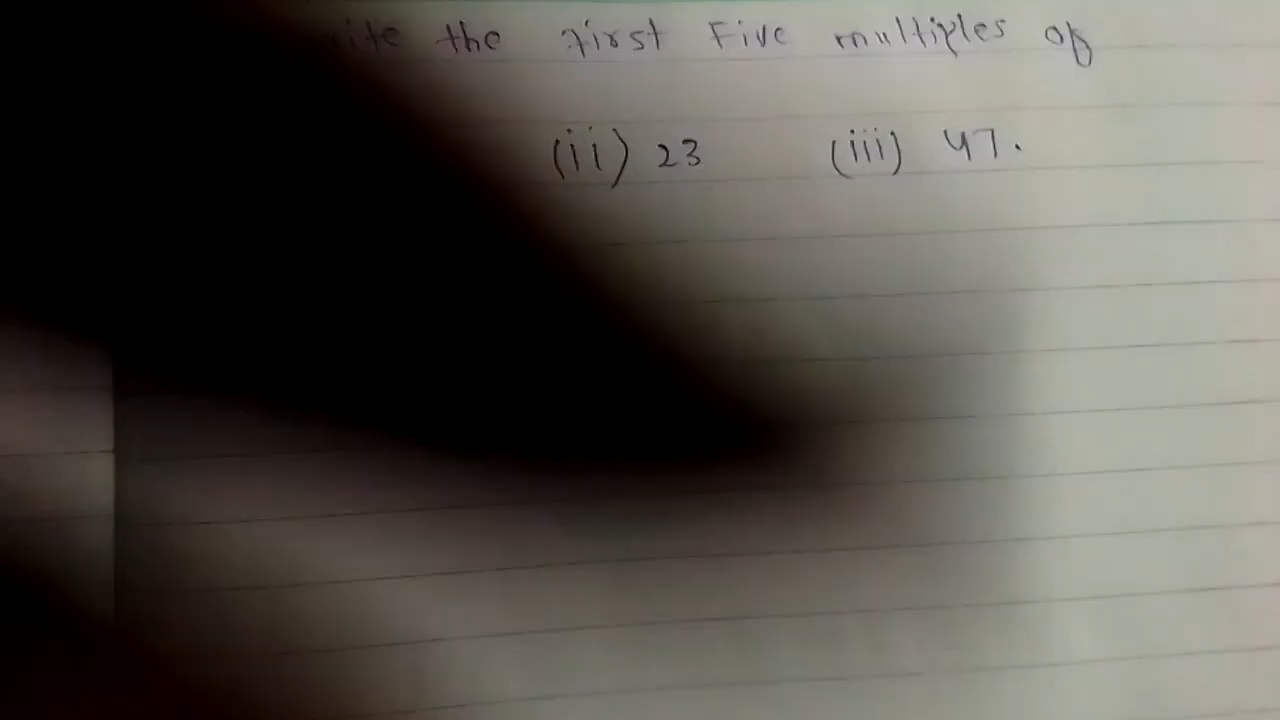 the first Five multiples of
(ii) 23 (iii) 47.